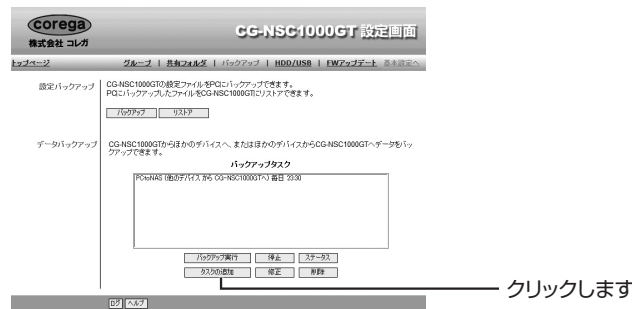 corega
株式会社 コレガ
CG-NSC1000GT 設定画面
トップページ
グループ | 共有フォルダ | バックアップ | HDD/USB | FWアップデート 基本設定へ
設定バックアップ
CG-NSC1000GTの設定ファイルをPCにバックアップできます。
PCにバックアップしたファイルをCG-NSC1000GTにリストアできます。
バックアップ リストア
データバックアップ
CG-NSC1000GTからほかのデバイスへ、またはほかのデバイスからCG-NSC1000GTへデータをバッ
クアップできます。
バックアップタスク
PCtoNAS (他のデバイス から CG-NSC1000GTへ) 毎日 23:30
バックアップ実行 停止 ステータス
タスクの追加 修正 削除
クリックします
ログ ヘルプ